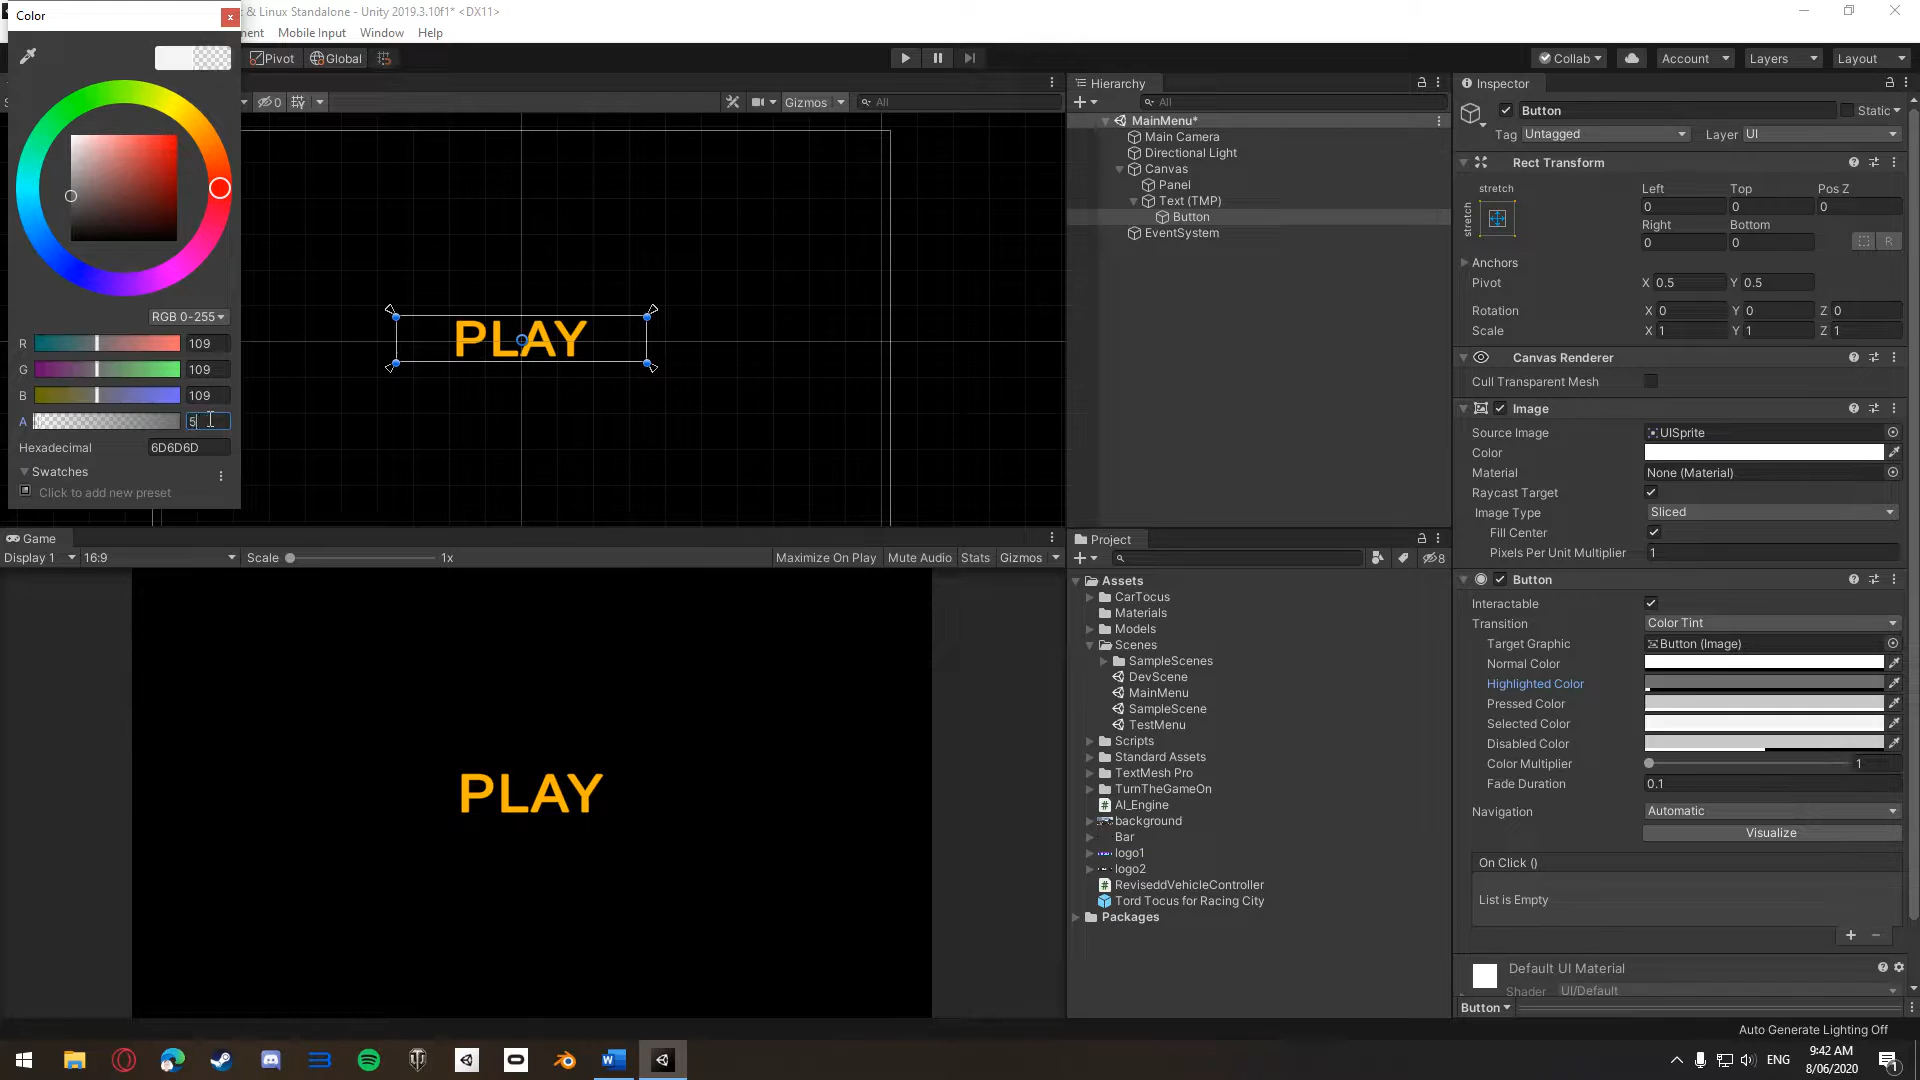 Color
x
& Linux Standalone - Unity 2019.3.10f1* <DX11>
Mobile Input
Window
Help
Pivot
Global
Collab
Account
Layers
Layout
0
Gizmos
All
RGB 0-255
R
109
G
109
B
109
A
5
Hexadecimal
6D6D6D
Swatches
Click to add new preset
PLAY
Hierarchy
All
MainMenu*
Main Camera
Directional Light
Canvas
Panel
Text (TMP)
Button
EventSystem
Game
Display 1
16:9
Scale
1x
Maximize On Play
Mute Audio
Stats
Gizmos
PLAY
Project
8
Assets
CarTocus
Materials
Models
Scenes
SampleScenes
DevScene
MainMenu
SampleScene
TestMenu
Scripts
Standard Assets
TextMesh Pro
TurnTheGameOn
AI_Engine
background
Bar
logo1
logo2
ReviseddVehicleController
Tord Tocus for Racing City
Packages
Inspector
Button
Static
Tag Untagged
Layer UI
Rect Transform
stretch
stretch
Left Top Pos Z
0 0 0
Right Bottom
0 0
R
Anchors
Pivot X 0.5 Y 0.5
Rotation X 0 Y 0 Z 0
Scale X 1 Y 1 Z 1
Canvas Renderer
Cull Transparent Mesh
Image
Source Image UISprite
Color
Material None (Material)
Raycast Target
Image Type Sliced
Fill Center
Pixels Per Unit Multiplier 1
Button
Interactable
Transition Color Tint
Target Graphic Button (Image)
Normal Color
Highlighted Color
Pressed Color
Selected Color
Disabled Color
Color Multiplier 1
Fade Duration 0.1
Navigation Automatic
Visualize
On Click ()
List is Empty
Default UI Material
Shader UI/Default
Button
Auto Generate Lighting Off
ENG
9:42 AM
8/06/2020
1